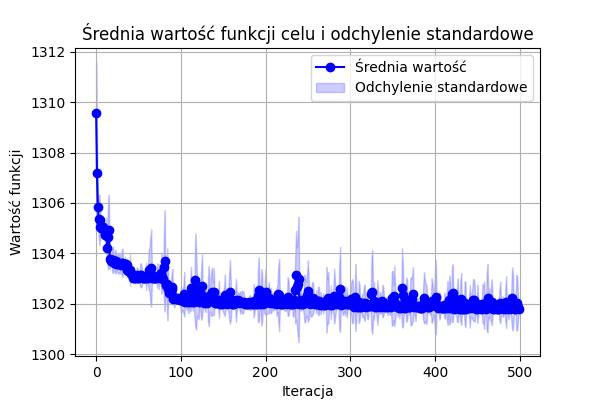 Średnia wartość funkcji celu i odchylenie standardowe
1312
1310
1308
1306
1304
1302
1300
Wartość funkcji
Średnia wartość
Odchylenie standardowe
0
100
200
300
400
500
Iteracja